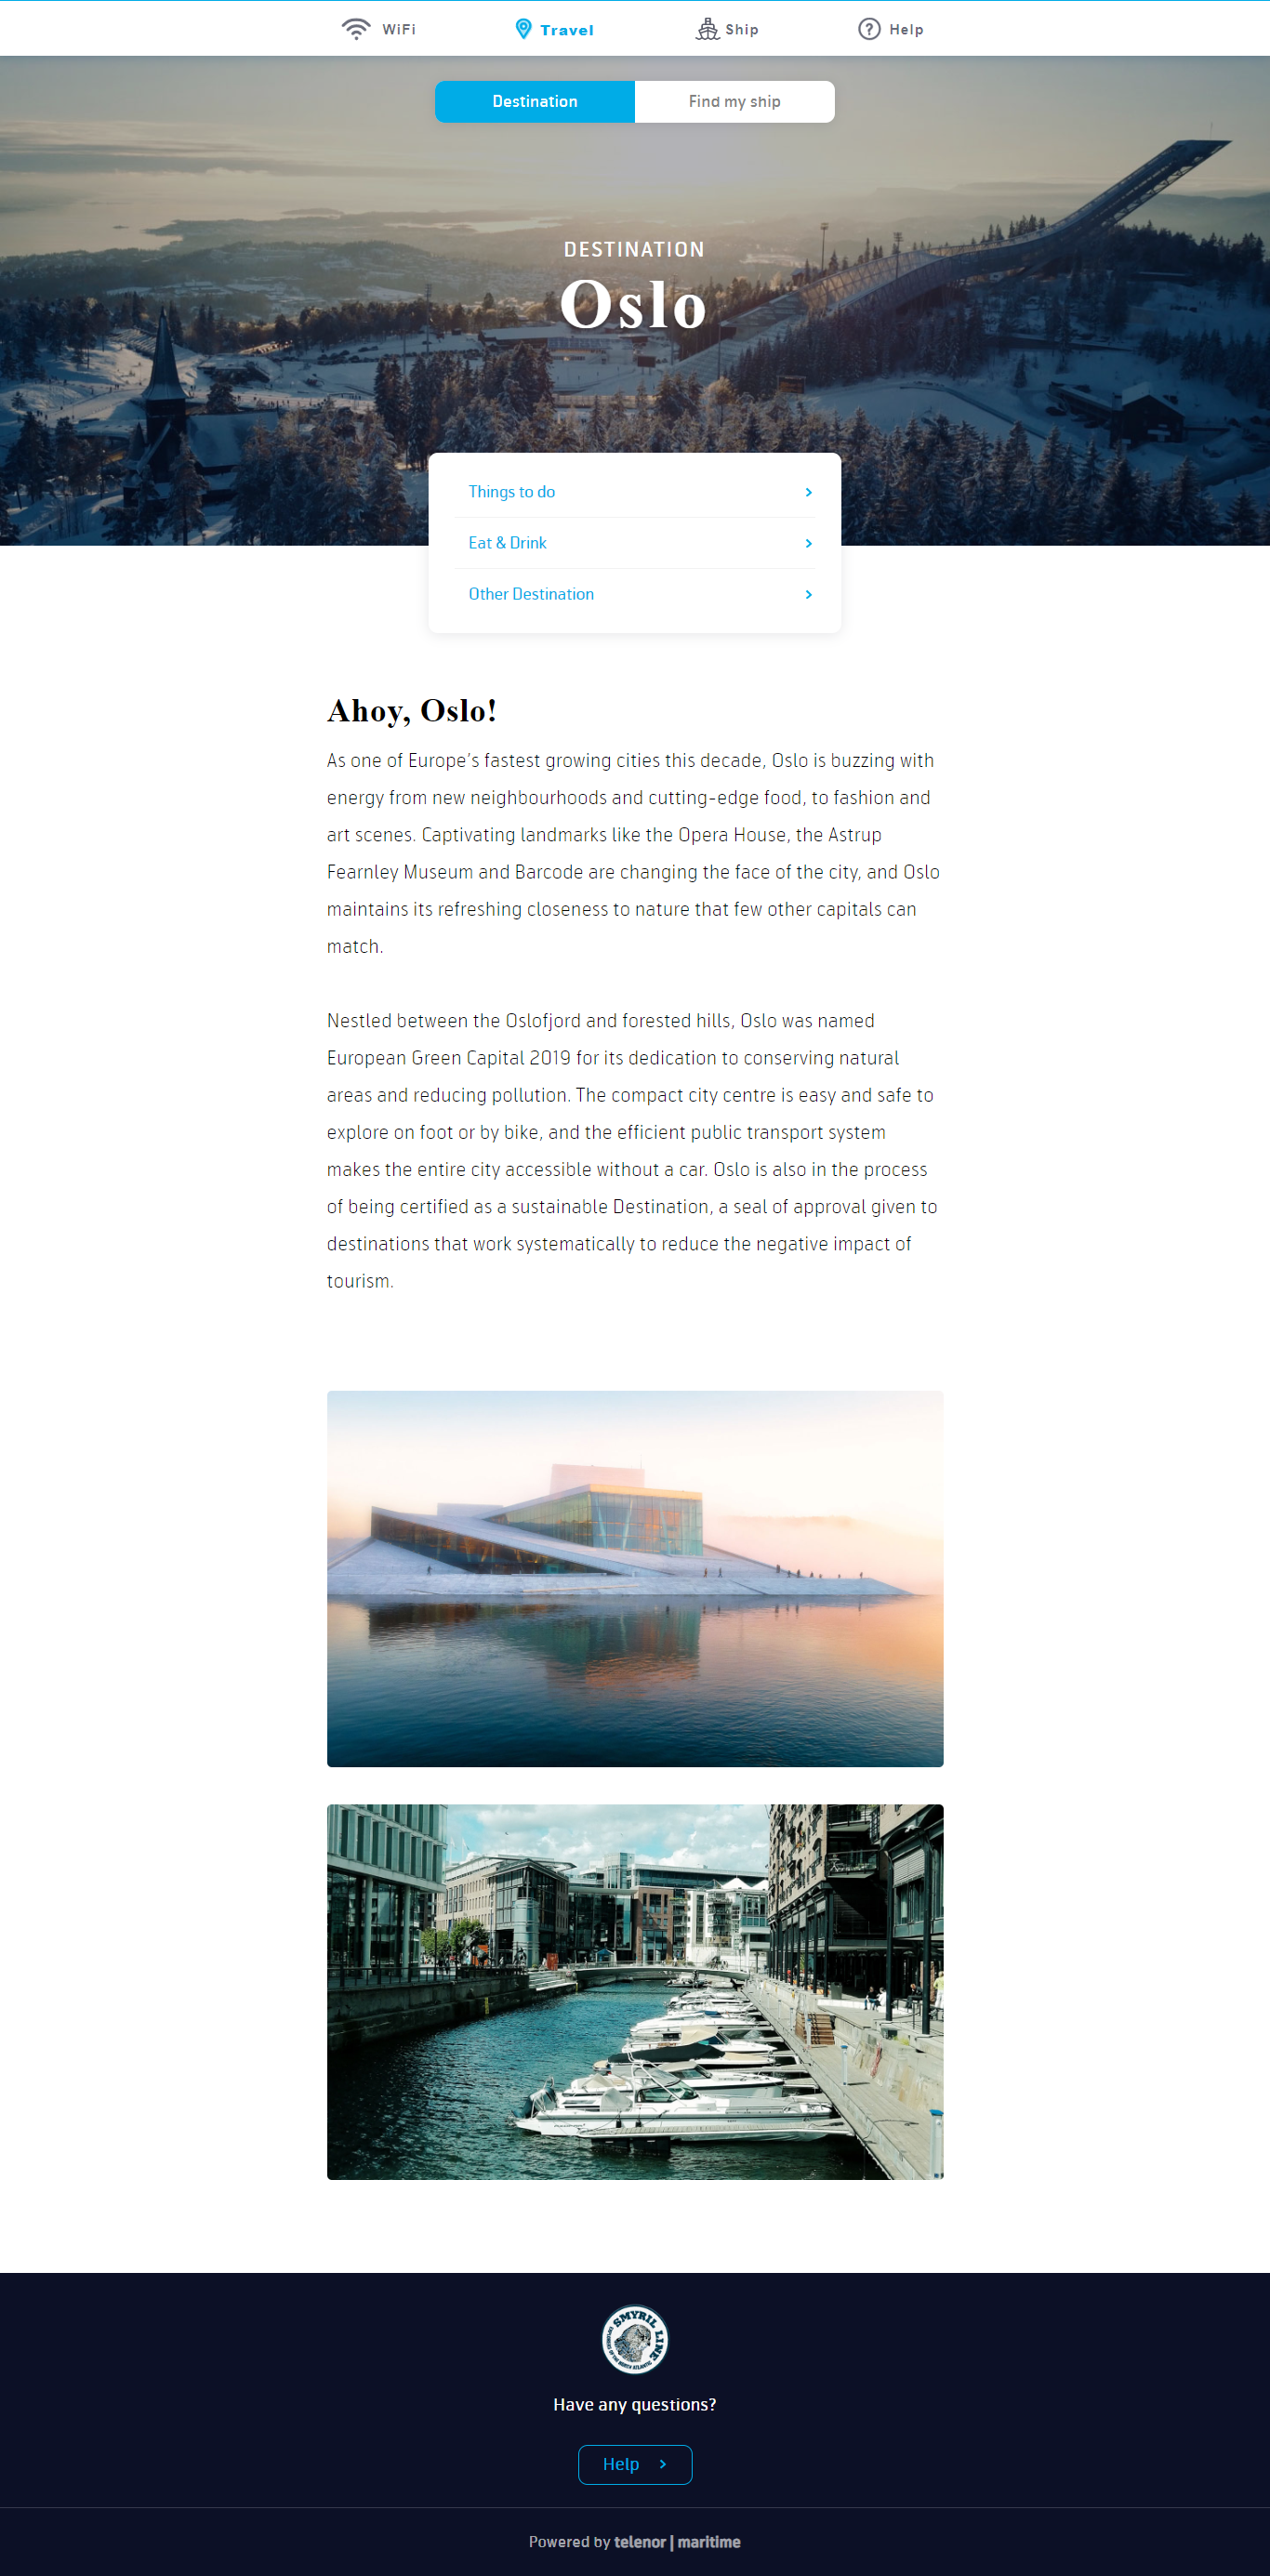 WiFi
Travel
Ship
Help
Destination
Find my ship
DESTINATION
Oslo
Things to do
Eat & Drink
Other Destination
Ahoy, Oslo!
As one of Europe's fastest growing cities this decade, Oslo is buzzing with
energy from new neighbourhoods and cutting-edge food, to fashion and
art scenes. Captivating landmarks like the Opera House, the Astrup
Fearnley Museum and Barcode are changing the face of the city, and Oslo
maintains its refreshing closeness to nature that few other capitals can
match.
Nestled between the Oslofjord and forested hills, Oslo was named
European Green Capital 2019 for its dedication to conserving natural
areas and reducing pollution. The compact city centre is easy and safe to
explore on foot or by bike, and the efficient public transport system
makes the entire city accessible without a car. Oslo is also in the process
of being certified as a sustainable Destination, a seal of approval given to
destinations that work systematically to reduce the negative impact of
tourism.
SMYRIL LINE
EXPLORER OF THE NORTH ATLANTIC
Have any questions?
Help
Powered by telenor | maritime